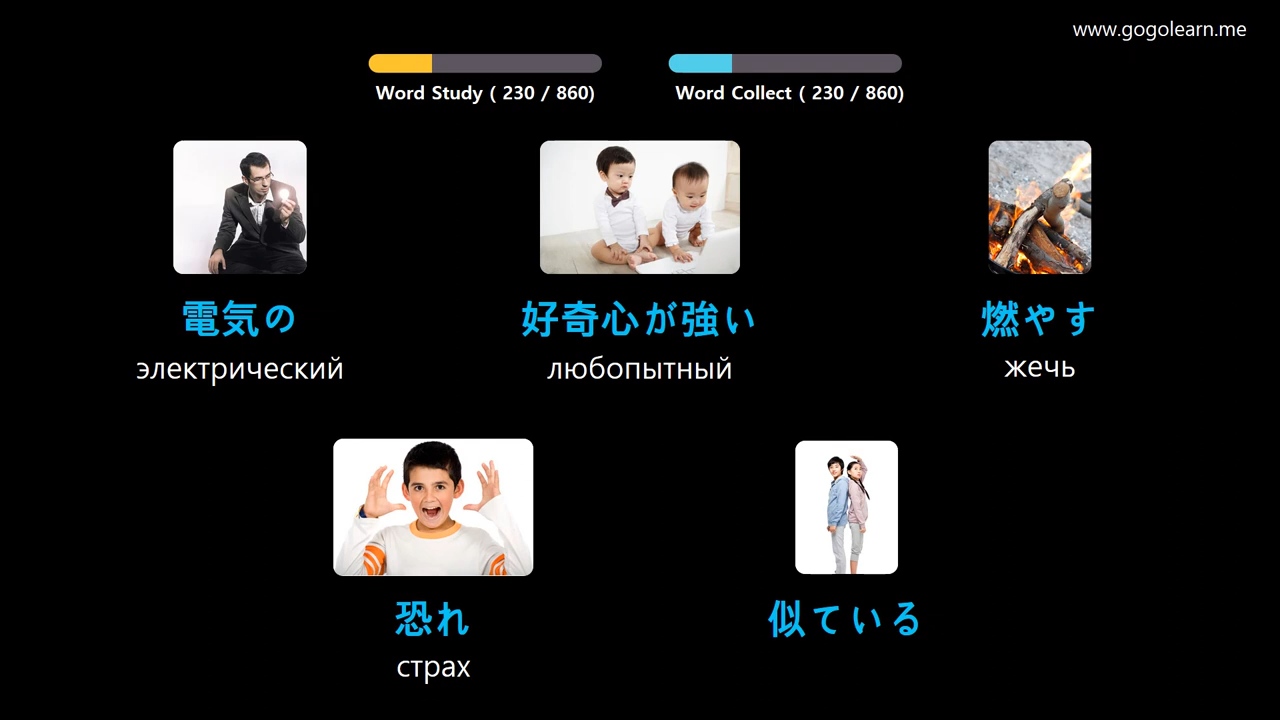 www.gogolearn.me
Word Study ( 230 / 860)
Word Collect ( 230 / 860)
電気の
электрический
好奇心が強い
любопытный
燃やす
жечь
恐れ
страх
似ている